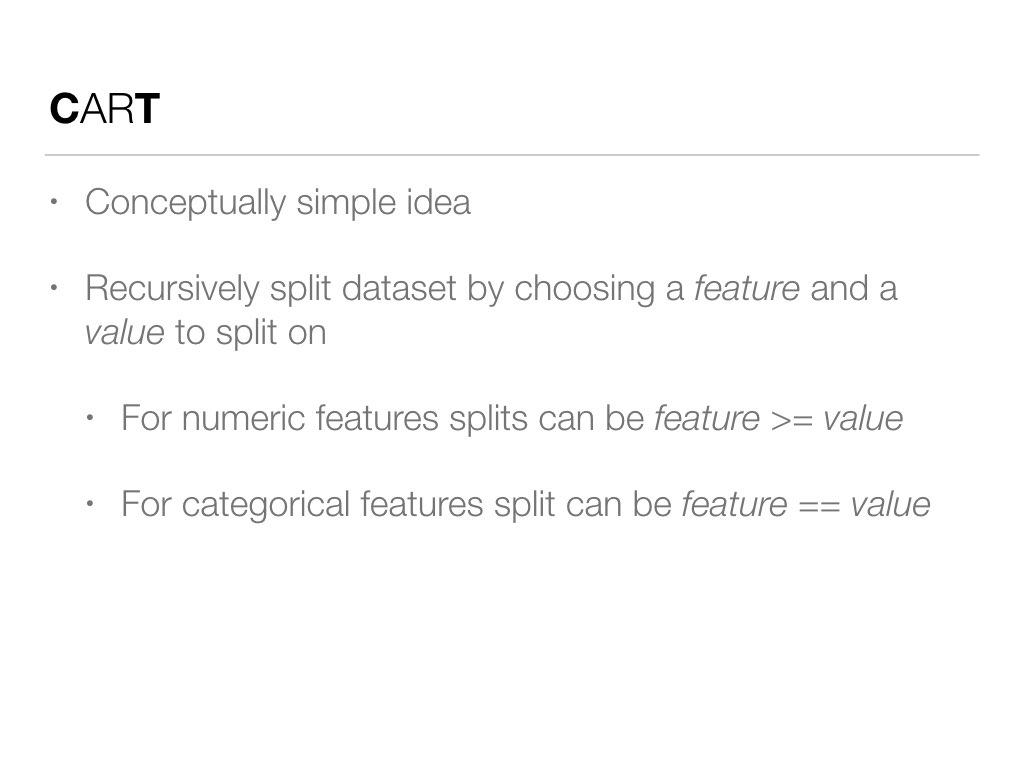 CART
• Conceptually simple idea
• Recursively split dataset by choosing a feature and a
value to split on
• For numeric features splits can be feature >= value
• For categorical features split can be feature == value